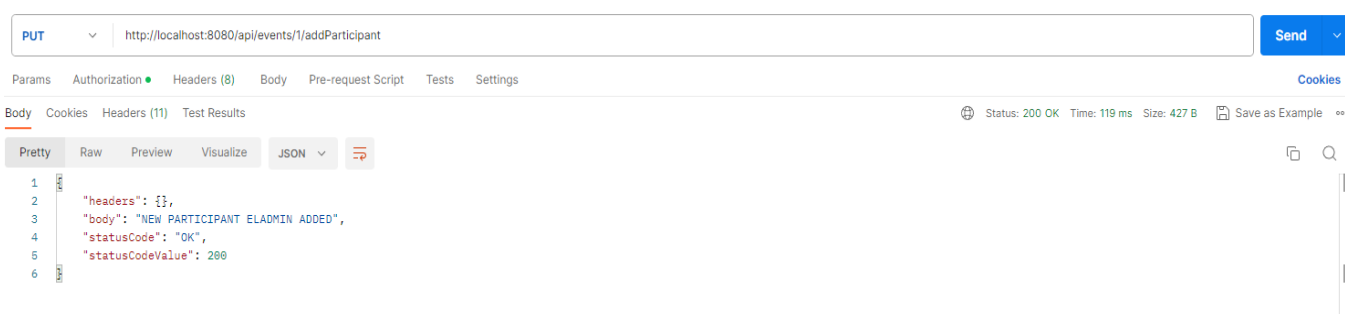 PUT http://localhost:8080/api/events/1/addParticipant Send
Params Authorization Headers (8) Body Pre-request Script Tests Settings Cookies
Body Cookies Headers (11) Test Results Status: 200 OK Time: 119 ms Size: 427 B Save as Example
Pretty Raw Preview Visualize JSON
1 {
2 "headers": {},
3 "body": "NEW PARTICIPANT ELADMIN ADDED",
4 "statusCode": "OK",
5 "statusCodeValue": 200
6 }